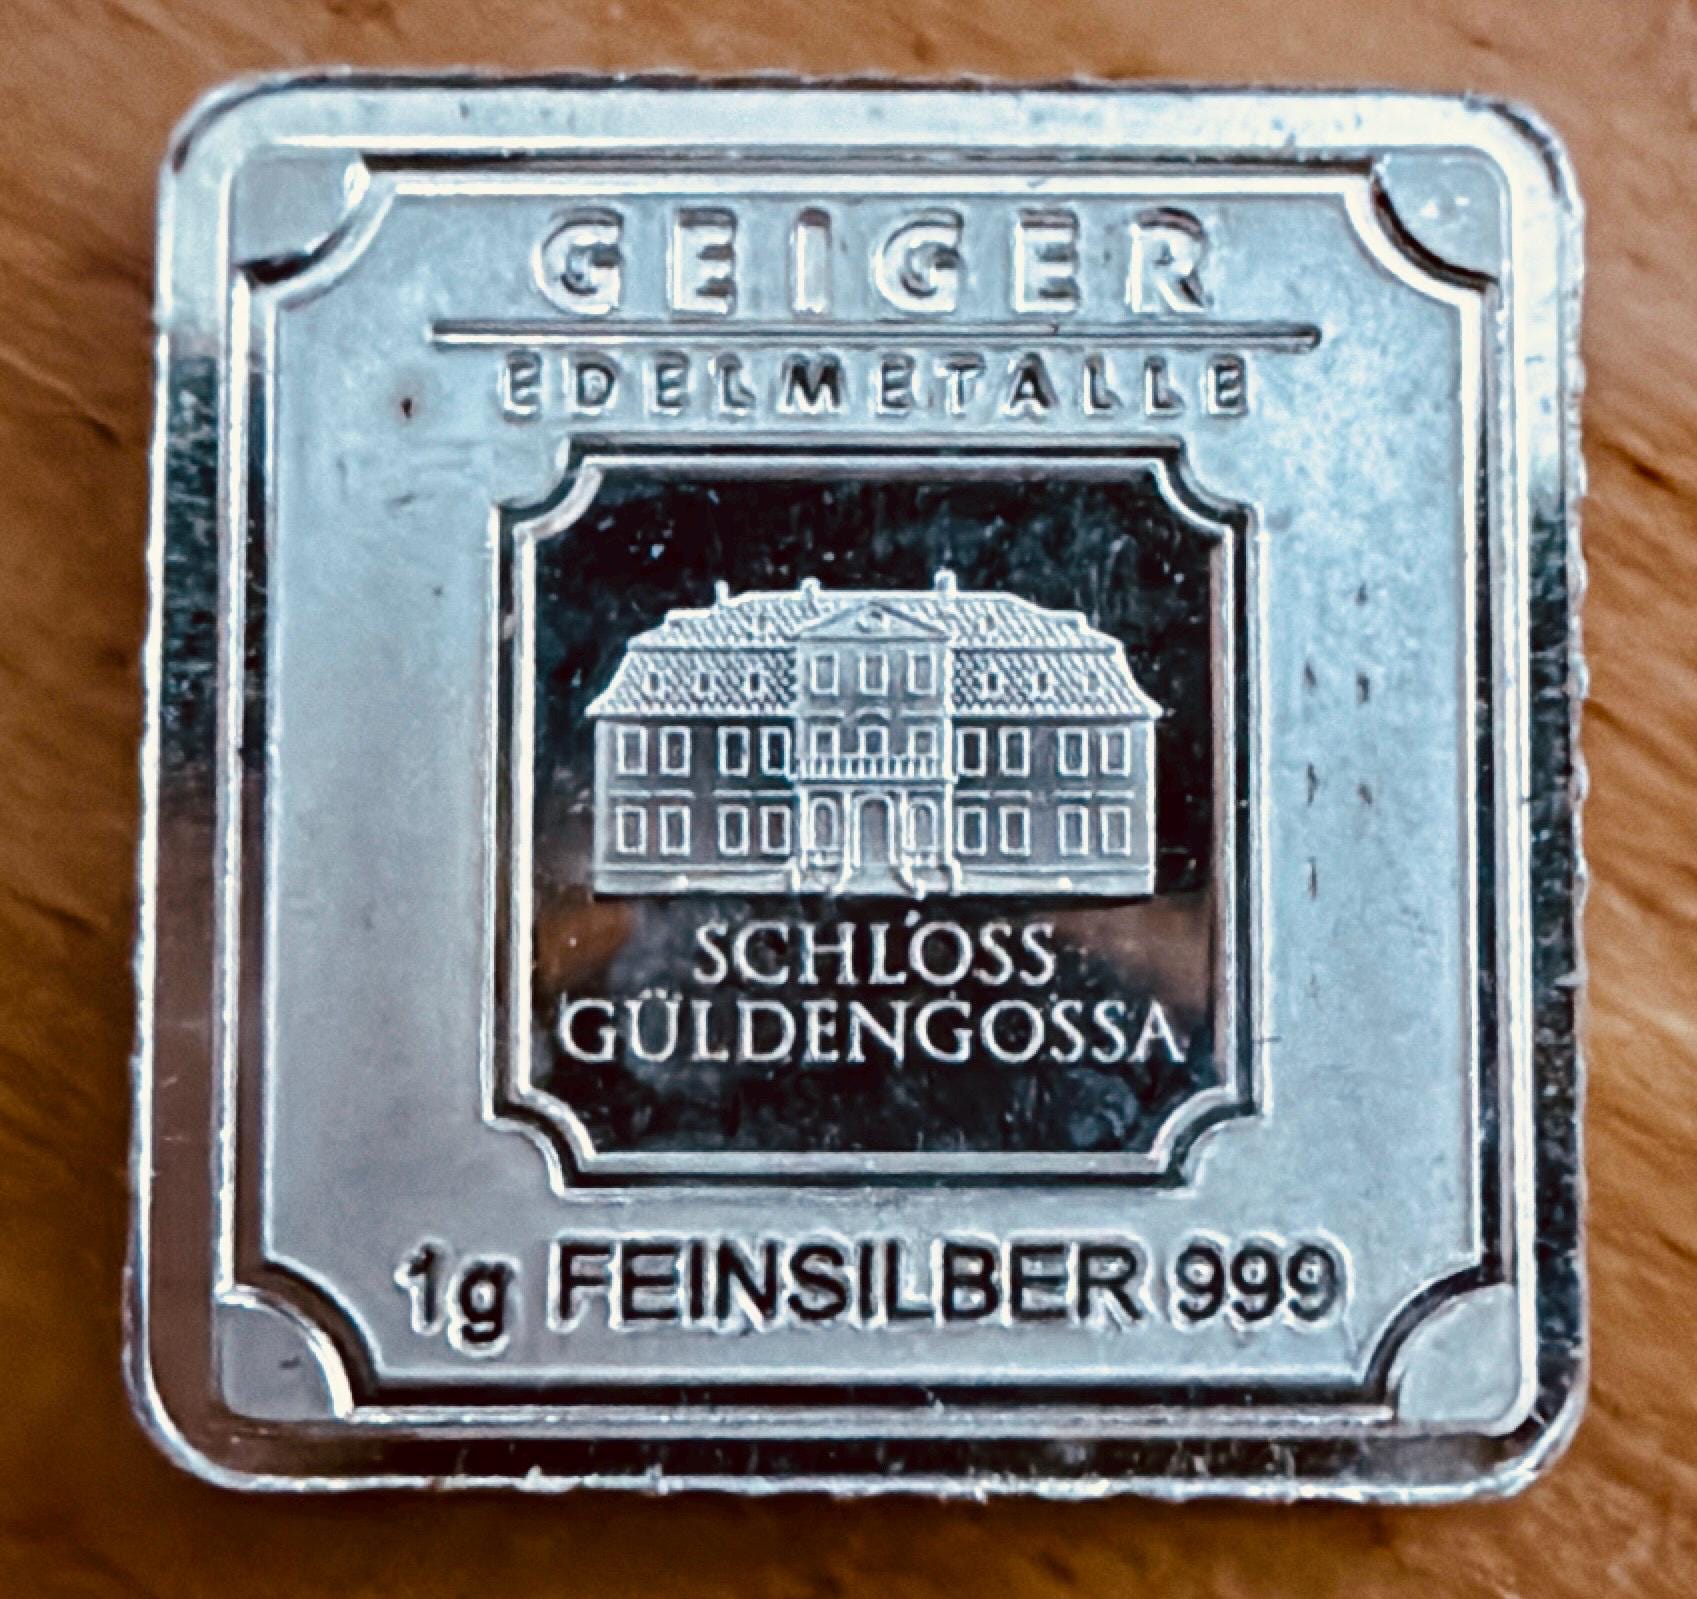 GEIGER
EDELMETALLE
SCHLOSS
GÜLDENGOSSA
1g FEINSILBER 999